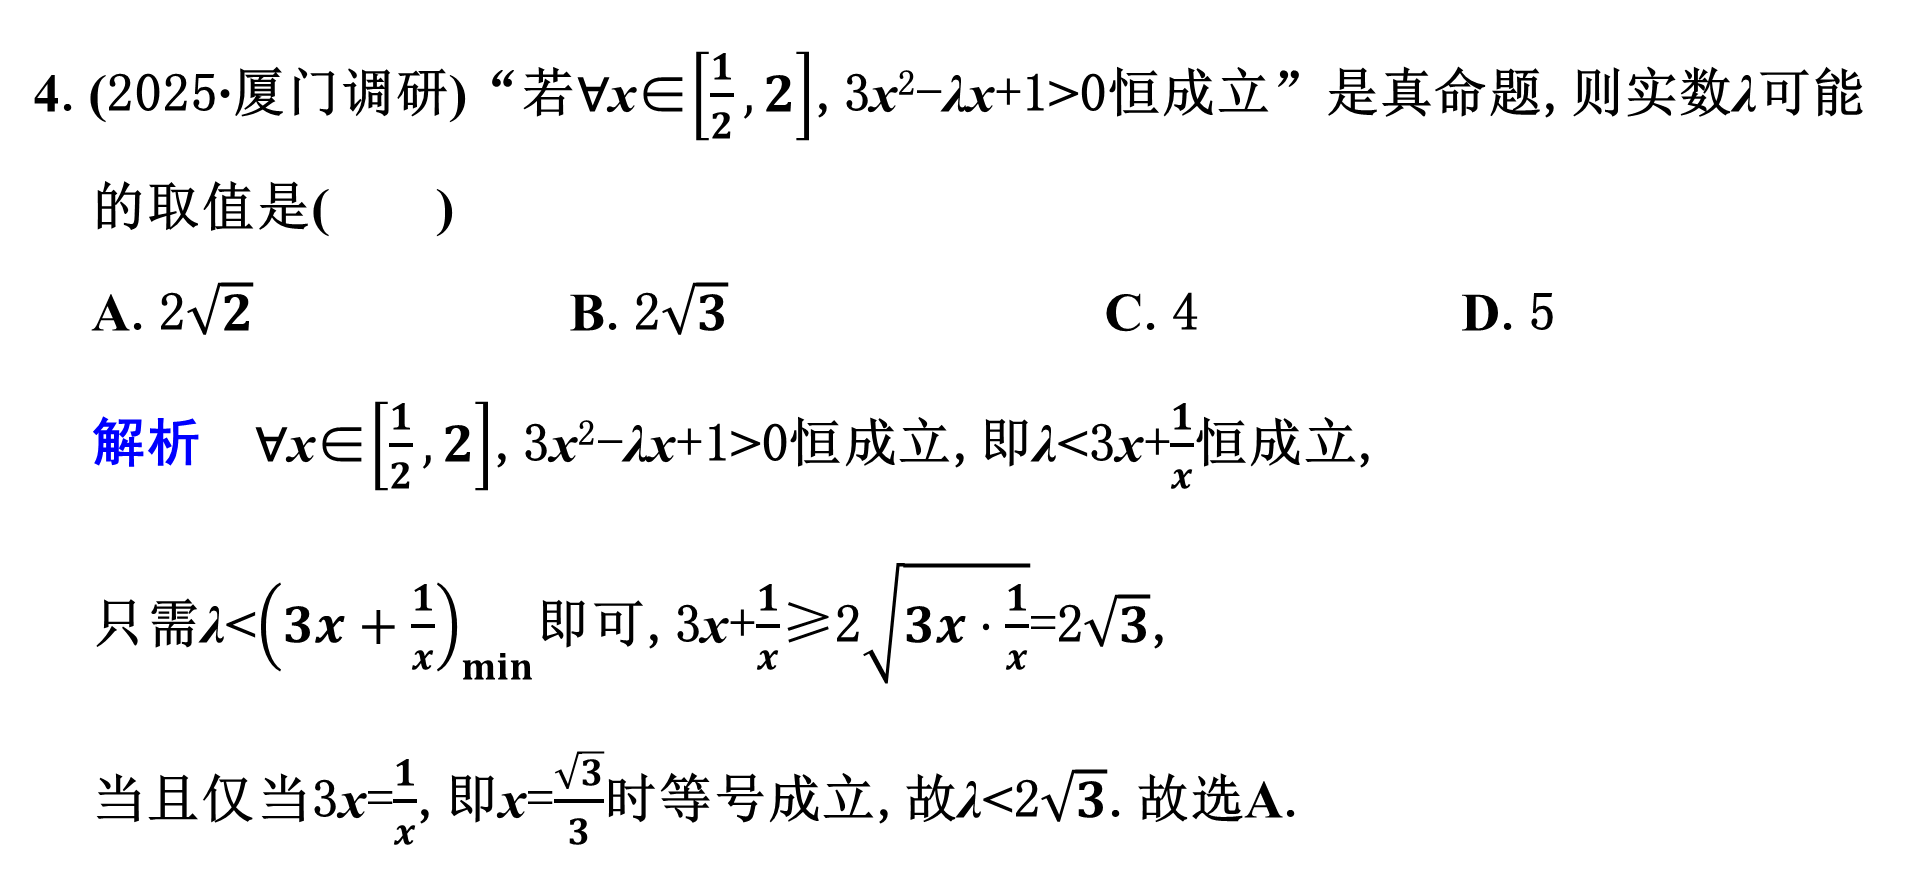 4. (2025·厦门调研)“若∀x∈[1/2, 2], 3x²-λx+1>0恒成立”是真命题, 则实数λ可能
的取值是(    )
A. 2√2    B. 2√3    C. 4    D. 5
解析 ∀x∈[1/2, 2], 3x²-λx+1>0恒成立, 即λ<3x+1/x恒成立,
只需λ<(3x+1/x)min即可, 3x+1/x⩾2√(3x·1/x)=2√3,
当且仅当3x=1/x, 即x=√3/3时等号成立, 故λ<2√3. 故选A.